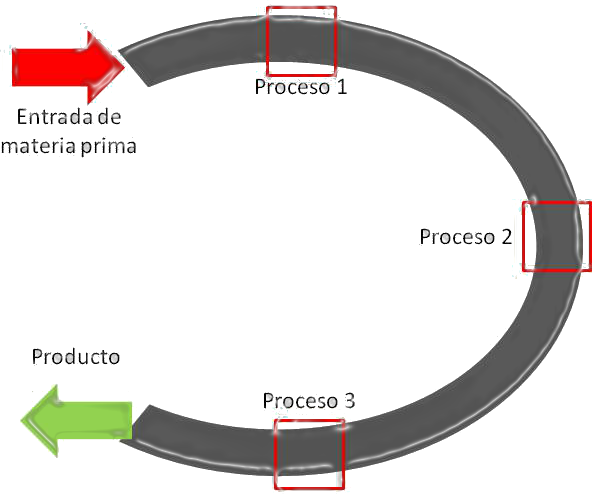 Proceso 1
Entrada de
materia prima
Proceso 2
Producto
Proceso 3